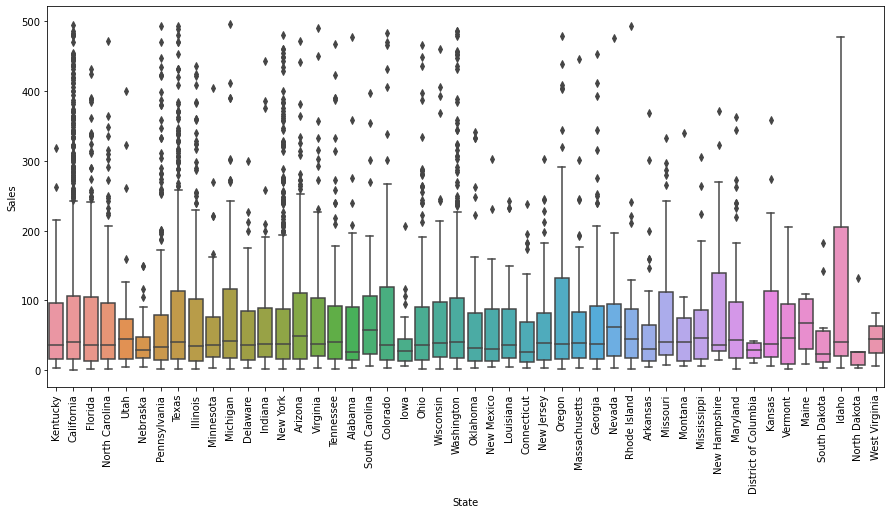 500
400
300
200
100
0
Sales
Kentucky
California
Florida
North Carolina
Utah
Nebraska
Pennsylvania
Texas
Illinois
Minnesota
Michigan
Delaware
Indiana
New York
Arizona
Virginia
Tennessee
Alabama
South Carolina
Colorado
Iowa
Ohio
Wisconsin
Washington
Oklahoma
New Mexico
Louisiana
Connecticut
New Jersey
Oregon
Massachusetts
Georgia
Nevada
Rhode Island
Arkansas
Missouri
Montana
Mississippi
New Hampshire
Maryland
District of Columbia
Kansas
Vermont
Maine
South Dakota
Idaho
North Dakota
West Virginia
State